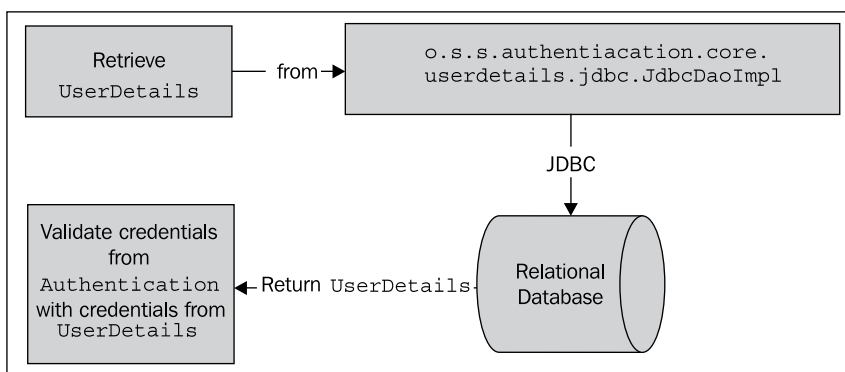 Retrieve
UserDetails
from
o.s.s.authentiacation.core.
userdetails.jdbc.JdbcDaoImpl
JDBC
Relational
Database
Return UserDetails
Validate credentials
from
Authentication
with credentials from
UserDetails